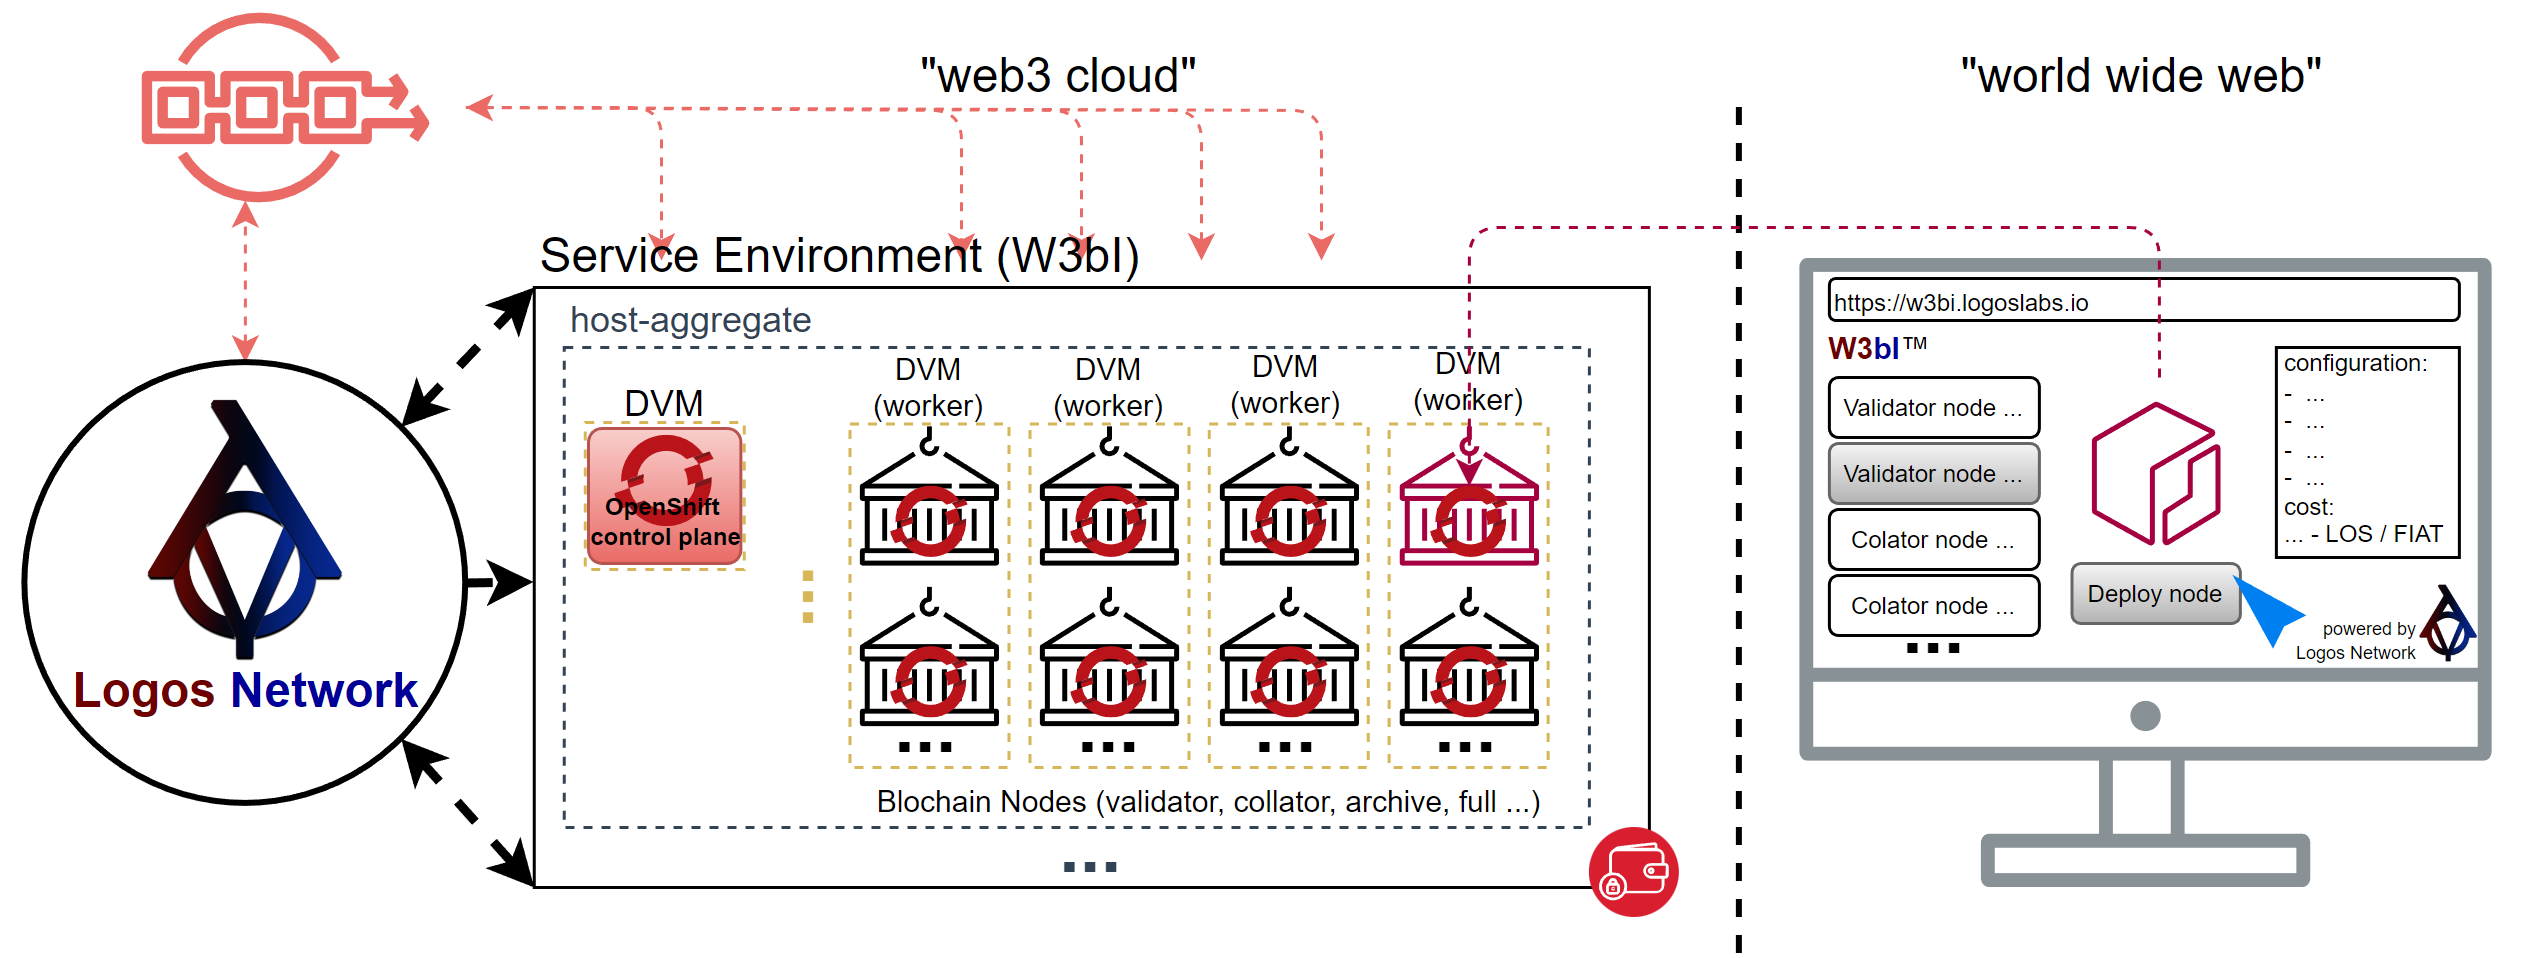 "web3 cloud"
"world wide web"
Service Environment (W3bI)
host-aggregate
DVM
OpenShift
control plane
DVM
(worker)
DVM
(worker)
DVM
(worker)
DVM
(worker)
Blochain Nodes (validator, collator, archive, full ...)
...
Logos Network
https://w3bi.logoslabs.io
W3bI™
Validator node ...
Validator node ...
Colator node ...
Colator node ...
...
Deploy node
configuration:
- ...
- ...
- ...
- ...
cost:
... - LOS / FIAT
powered by
Logos Network